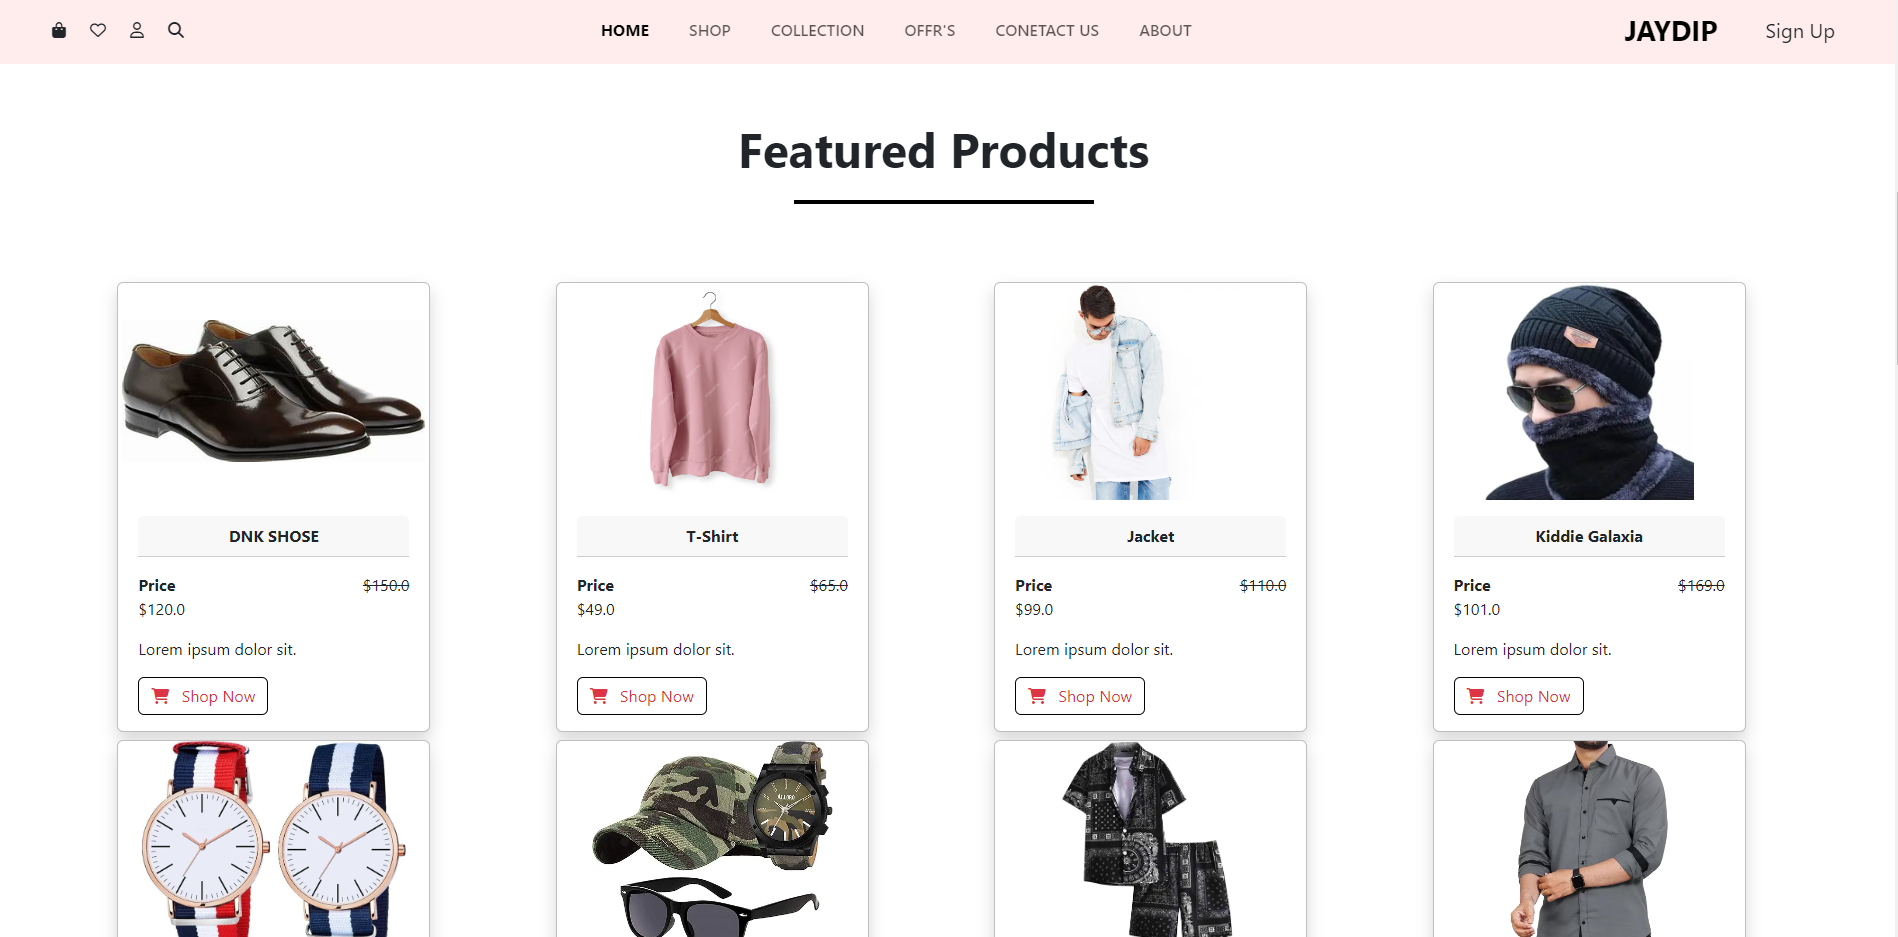 HOME SHOP COLLECTION OFFR'S CONETACT US ABOUT JAYDIP Sign Up
Featured Products
DNK SHOSE
Price $150.0
$120.0
Lorem ipsum dolor sit.
Shop Now
T-Shirt
Price $65.0
$49.0
Lorem ipsum dolor sit.
Shop Now
Jacket
Price $110.0
$99.0
Lorem ipsum dolor sit.
Shop Now
Kiddie Galaxia
Price $169.0
$101.0
Lorem ipsum dolor sit.
Shop Now